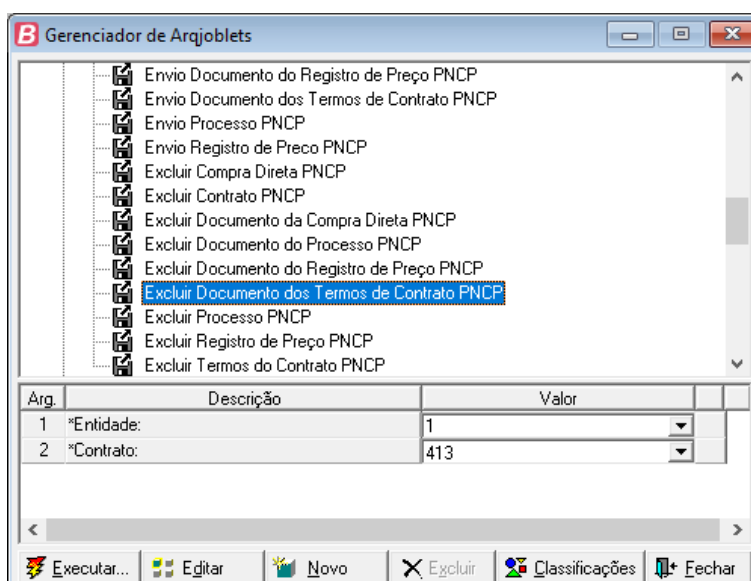 B Gerenciador de Arqjoblets
Envio Documento do Registro de Preço PNCP
Envio Documento dos Termos de Contrato PNCP
Envio Processo PNCP
Envio Registro de Preco PNCP
Excluir Compra Direta PNCP
Excluir Contrato PNCP
Excluir Documento da Compra Direta PNCP
Excluir Documento do Processo PNCP
Excluir Documento do Registro de Preço PNCP
Excluir Documento dos Termos de Contrato PNCP
Excluir Processo PNCP
Excluir Registro de Preço PNCP
Excluir Termos do Contrato PNCP
Arg. Descrição Valor
1 *Entidade: 1
2 *Contrato: 413
Executar... Editar Novo Excluir Classificações Fechar